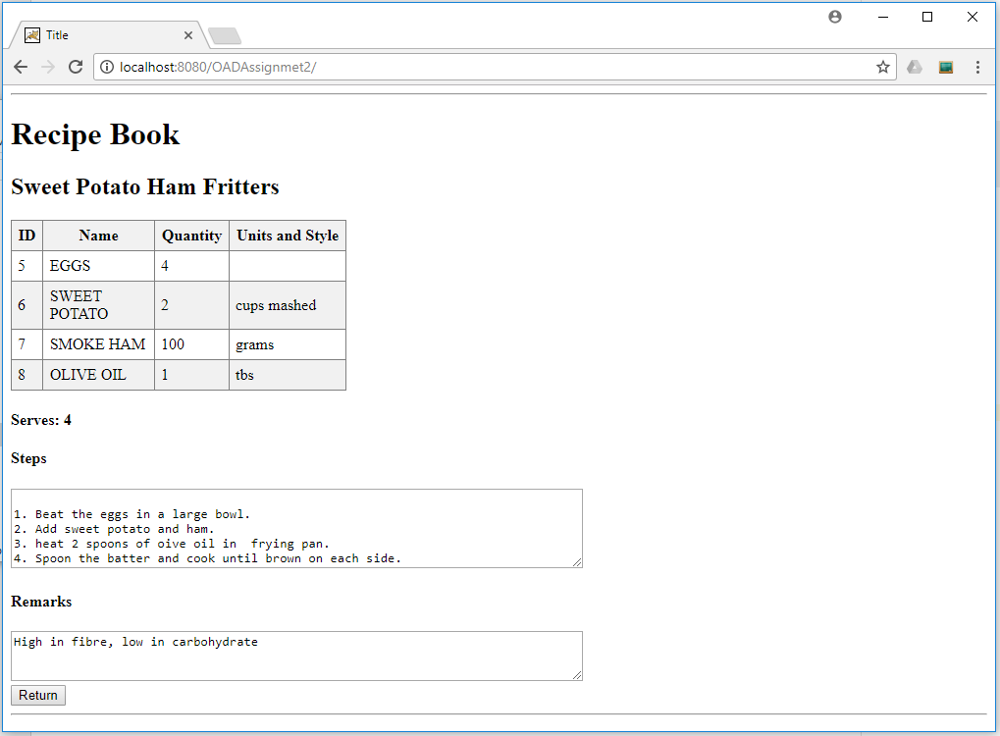 Title
localhost:8080/OADAssignmet2/
Recipe Book
Sweet Potato Ham Fritters
ID Name Quantity Units and Style
5 EGGS 4
6 SWEET POTATO 2 cups mashed
7 SMOKE HAM 100 grams
8 OLIVE OIL 1 tbs
Serves: 4
Steps
1. Beat the eggs in a large bowl.
2. Add sweet potato and ham.
3. heat 2 spoons of oive oil in  frying pan.
4. Spoon the batter and cook until brown on each side.
Remarks
High in fibre, low in carbohydrate
Return